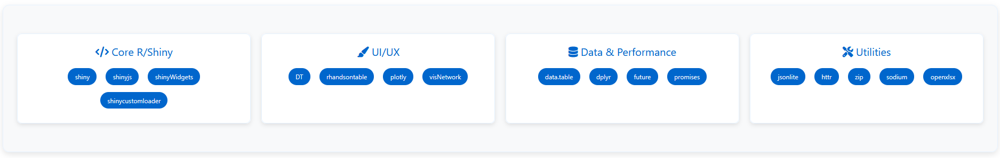 Core R/Shiny
shiny shinyjs shinyWidgets
shinycustomloader
UI/UX
DT rhandsontable plotly visNetwork
Data & Performance
data.table dplyr future promises
Utilities
jsonlite httr zip sodium openxlsx